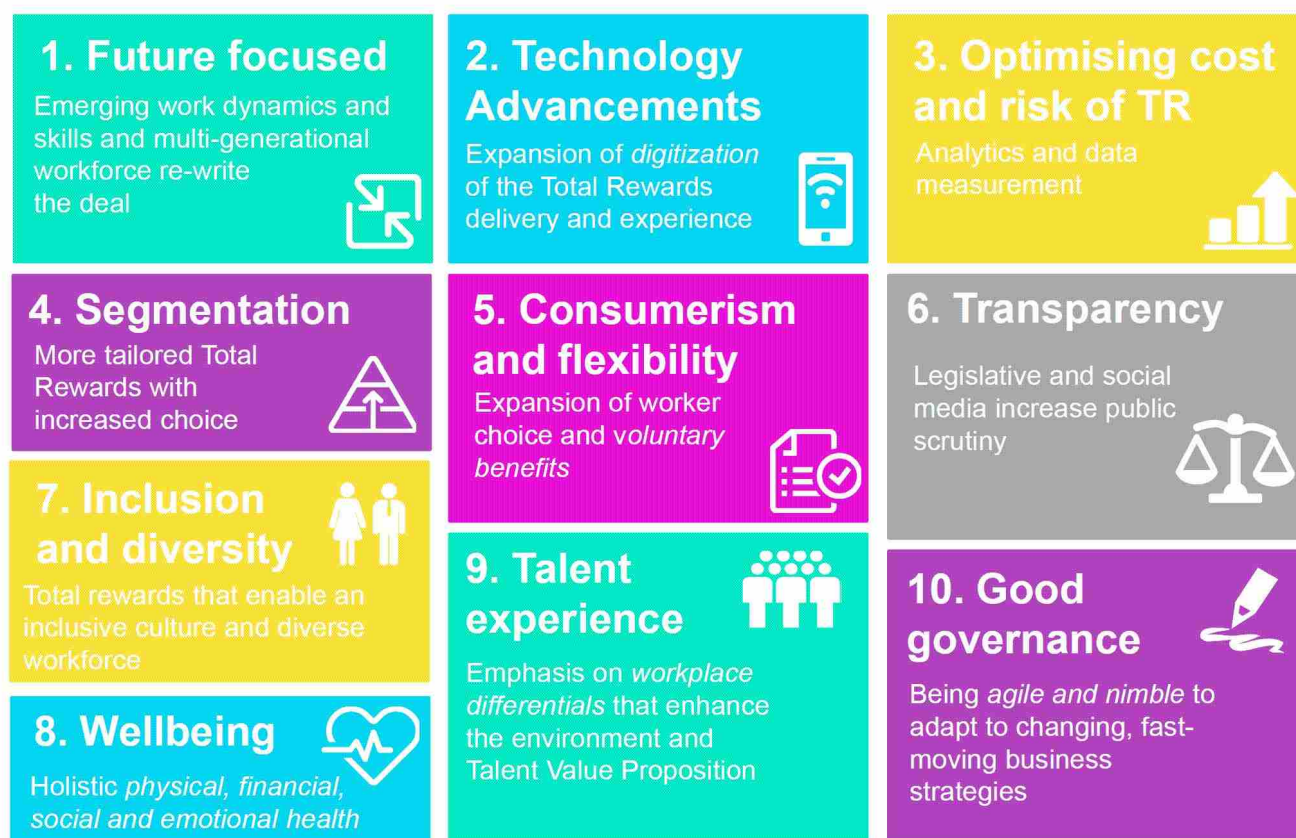 1. Future focused
Emerging work dynamics and
skills and multi-generational
workforce re-write
the deal
2. Technology
Advancements
Expansion of digitization
of the Total Rewards
delivery and experience
3. Optimising cost
and risk of TR
Analytics and data
measurement
4. Segmentation
More tailored Total
Rewards with
increased choice
5. Consumerism
and flexibility
Expansion of worker
choice and voluntary
benefits
6. Transparency
Legislative and social
media increase public
scrutiny
7. Inclusion
and diversity
Total rewards that enable an
inclusive culture and diverse
workforce
8. Wellbeing
Holistic physical, financial,
social and emotional health
9. Talent
experience
Emphasis on workplace
differentials that enhance
the environment and
Talent Value Proposition
10. Good
governance
Being agile and nimble to
adapt to changing, fast-
moving business
strategies